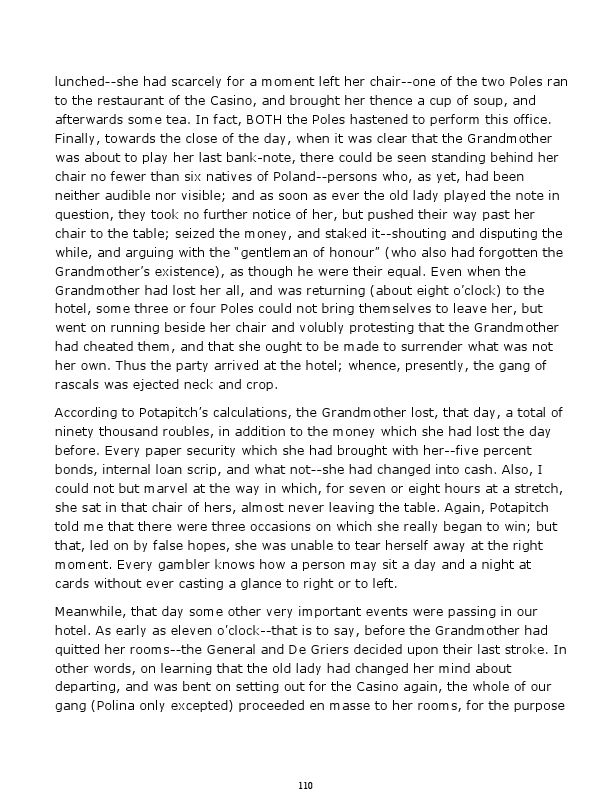 lunched--she had scarcely for a moment left her chair--one of the two Poles ran
to the restaurant of the Casino, and brought her thence a cup of soup, and
afterwards some tea. In fact, BOTH the Poles hastened to perform this office.
Finally, towards the close of the day, when it was clear that the Grandmother
was about to play her last bank-note, there could be seen standing behind her
chair no fewer than six natives of Poland--persons who, as yet, had been
neither audible nor visible; and as soon as ever the old lady played the note in
question, they took no further notice of her, but pushed their way past her
chair to the table; seized the money, and staked it--shouting and disputing the
while, and arguing with the "gentleman of honour" (who also had forgotten the
Grandmother's existence), as though he were their equal. Even when the
Grandmother had lost her all, and was returning (about eight o'clock) to the
hotel, some three or four Poles could not bring themselves to leave her, but
went on running beside her chair and volubly protesting that the Grandmother
had cheated them, and that she ought to be made to surrender what was not
her own. Thus the party arrived at the hotel; whence, presently, the gang of
rascals was ejected neck and crop.
According to Potapitch's calculations, the Grandmother lost, that day, a total of
ninety thousand roubles, in addition to the money which she had lost the day
before. Every paper security which she had brought with her--five percent
bonds, internal loan scrip, and what not--she had changed into cash. Also, I
could not but marvel at the way in which, for seven or eight hours at a stretch,
she sat in that chair of hers, almost never leaving the table. Again, Potapitch
told me that there were three occasions on which she really began to win; but
that, led on by false hopes, she was unable to tear herself away at the right
moment. Every gambler knows how a person may sit a day and a night at
cards without ever casting a glance to right or to left.
Meanwhile, that day some other very important events were passing in our
hotel. As early as eleven o'clock--that is to say, before the Grandmother had
quitted her rooms--the General and De Griers decided upon their last stroke. In
other words, on learning that the old lady had changed her mind about
departing, and was bent on setting out for the Casino again, the whole of our
gang (Polina only excepted) proceeded en masse to her rooms, for the purpose
110